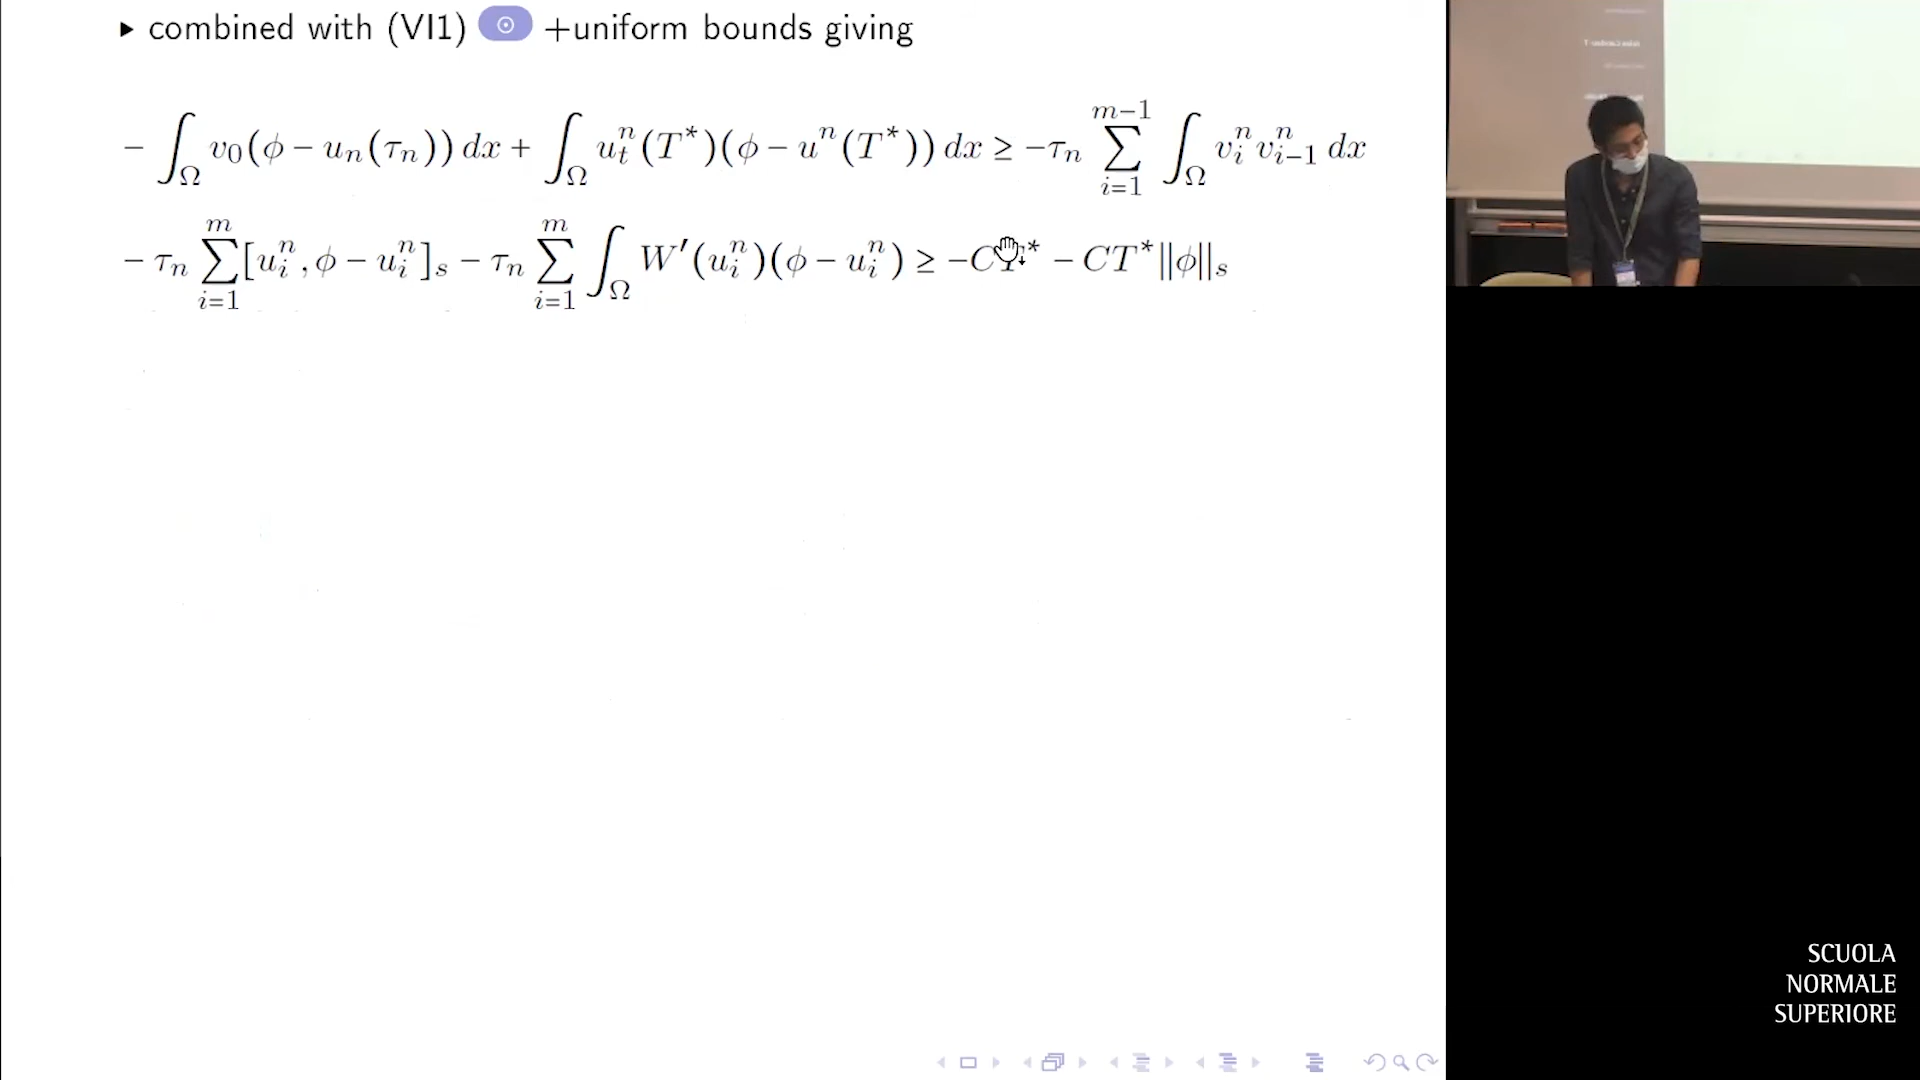 ▸ combined with (VI1) ⊙ +uniform bounds giving
− ∫_Ω v_0(ϕ − u_n(τ_n)) dx + ∫_Ω u_t^n(T*)(ϕ − u^n(T*)) dx ≥ −τ_n ∑_{i=1}^{m−1} ∫_Ω v_i^n v_{i−1}^n dx
− τ_n ∑_{i=1}^{m} [u_i^n, ϕ − u_i^n]_s − τ_n ∑_{i=1}^{m} ∫_Ω W′(u_i^n)(ϕ − u_i^n) ≥ −CT* − CT*||ϕ||_s
SCUOLA
NORMALE
SUPERIORE